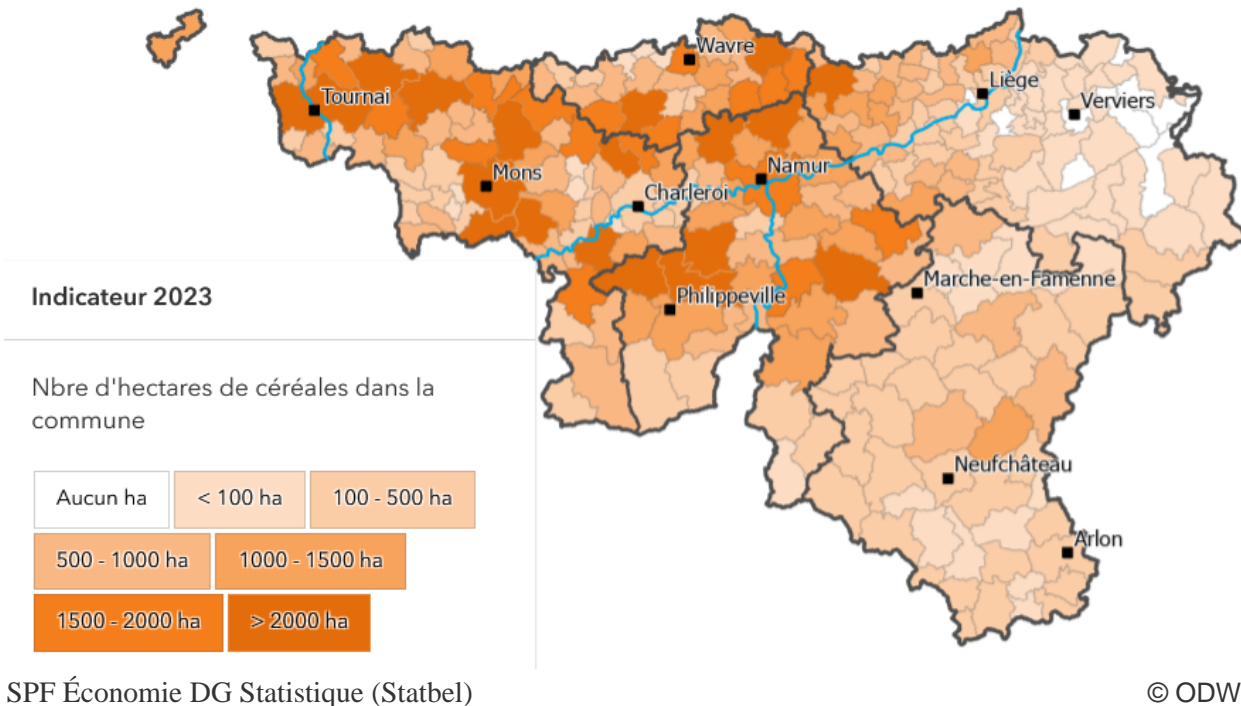 Wavre
Liège
Tournai
Verviers
Mons
Namur
Charleroi
Marche-en-Famenne
Philippeville
Neufchâteau
Arlon
Indicateur 2023
Nbre d'hectares de céréales dans la
commune
Aucun ha
< 100 ha
100 - 500 ha
500 - 1000 ha
1000 - 1500 ha
1500 - 2000 ha
> 2000 ha
SPF Économie DG Statistique (Statbel)
© ODW